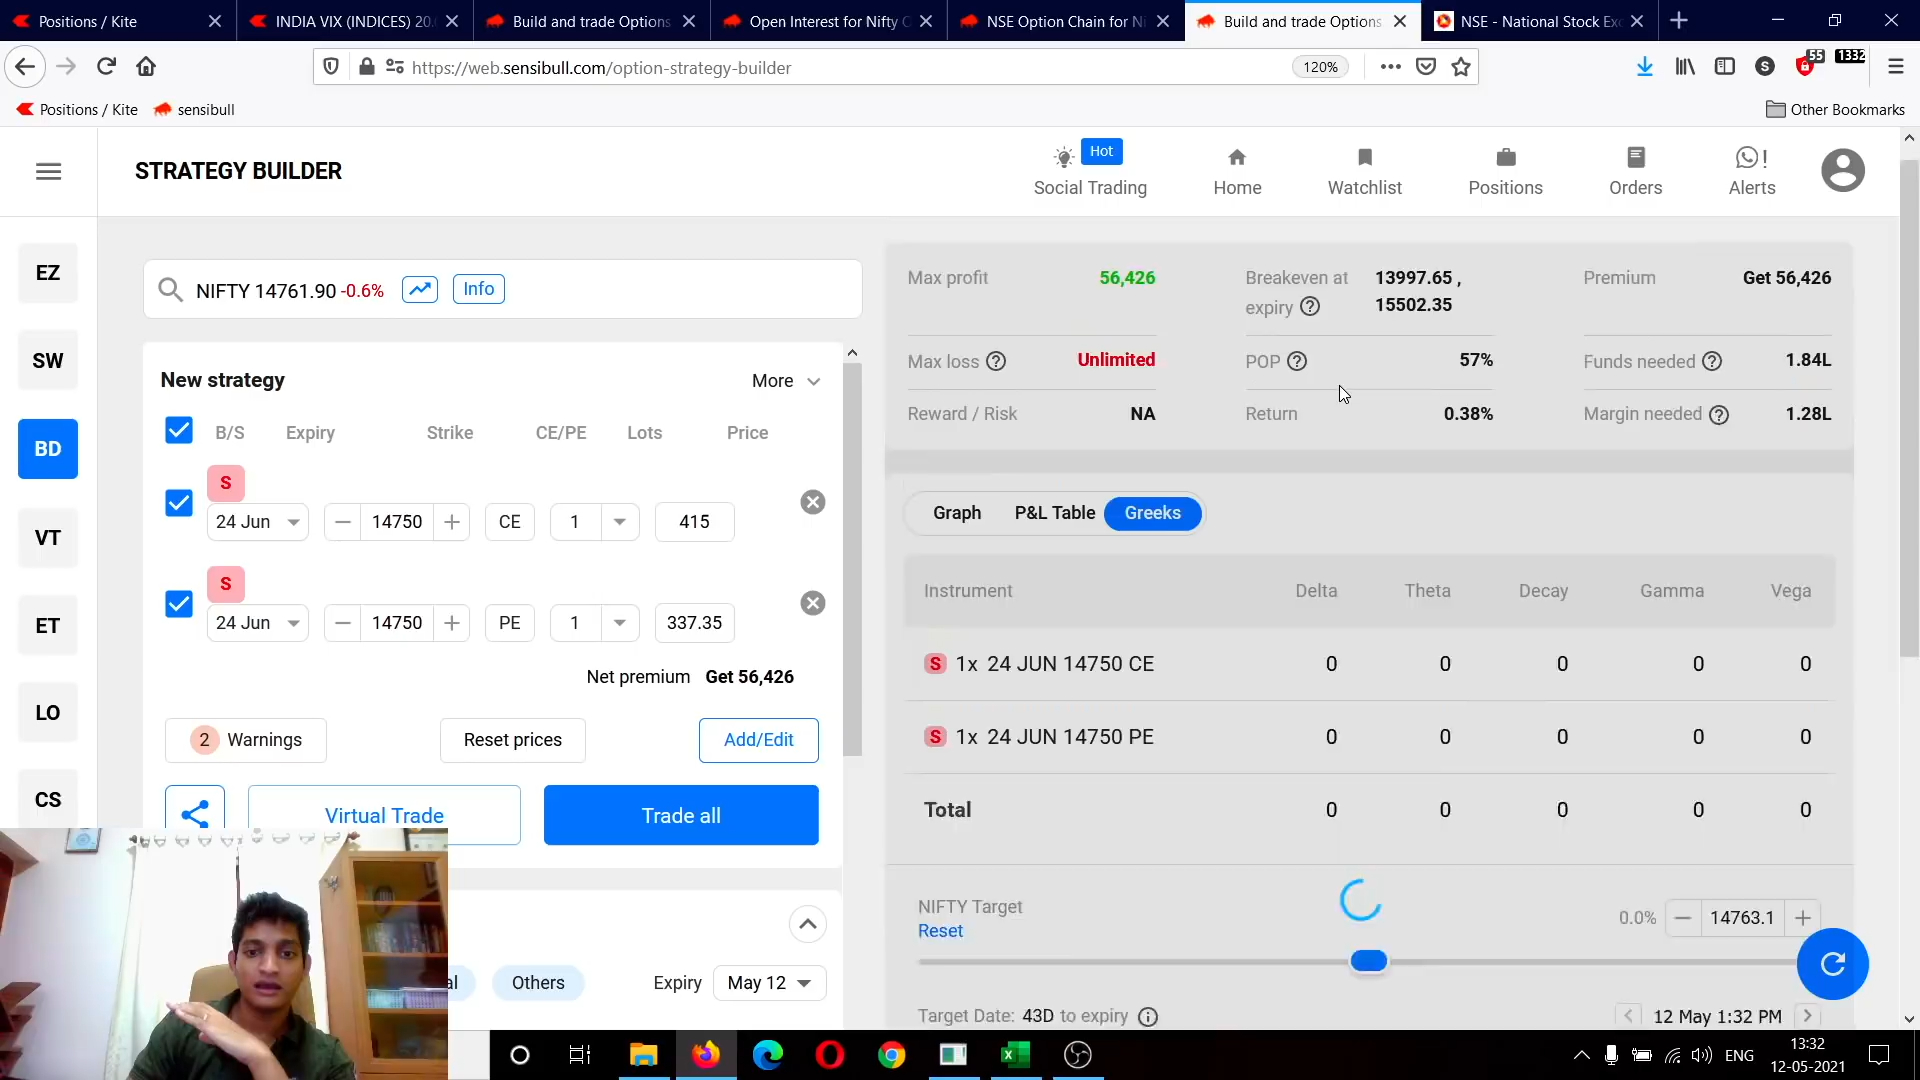 Positions / Kite
INDIA VIX (INDICES) 20.
Build and trade Options
Open Interest for Nifty
NSE Option Chain for
Build and trade Options
NSE - National Stock Exc
https://web.sensibull.com/option-strategy-builder
120%
55
1332
Positions / Kite
sensibull
Other Bookmarks
STRATEGY BUILDER
Hot
Social Trading
Home
Watchlist
Positions
Orders
Alerts
EZ
SW
BD
VT
ET
LO
CS
NIFTY 14761.90 -0.6%
Info
New strategy
More
B/S Expiry Strike CE/PE Lots Price
S
24 Jun 14750 CE 1 415
S
24 Jun 14750 PE 1 337.35
Net premium Get 56,426
2 Warnings
Reset prices
Add/Edit
Virtual Trade
Trade all
Others
Expiry May 12
Max profit 56,426
Breakeven at expiry 13997.65 , 15502.35
Premium Get 56,426
Max loss Unlimited
POP 57%
Funds needed 1.84L
Reward / Risk NA
Return 0.38%
Margin needed 1.28L
Graph P&L Table Greeks
Instrument Delta Theta Decay Gamma Vega
S 1x 24 JUN 14750 CE 0 0 0 0 0
S 1x 24 JUN 14750 PE 0 0 0 0 0
Total 0 0 0 0 0
NIFTY Target
Reset
0.0% 14763.1
Target Date: 43D to expiry
12 May 1:32 PM
ENG
13:32
12-05-2021